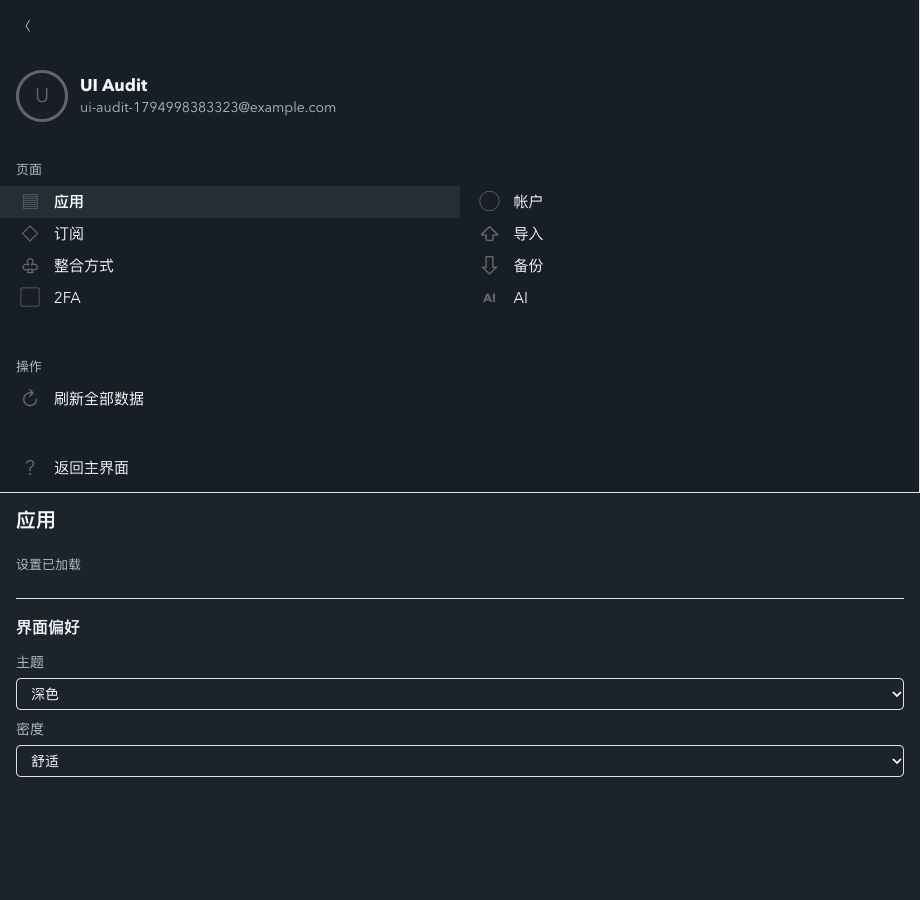 U
UI Audit
ui-audit-1794998383323@example.com
页面
应用
帐户
订阅
导入
整合方式
备份
2FA
AI AI
操作
刷新全部数据
? 返回主界面
应用
设置已加载
界面偏好
主题
深色
密度
舒适